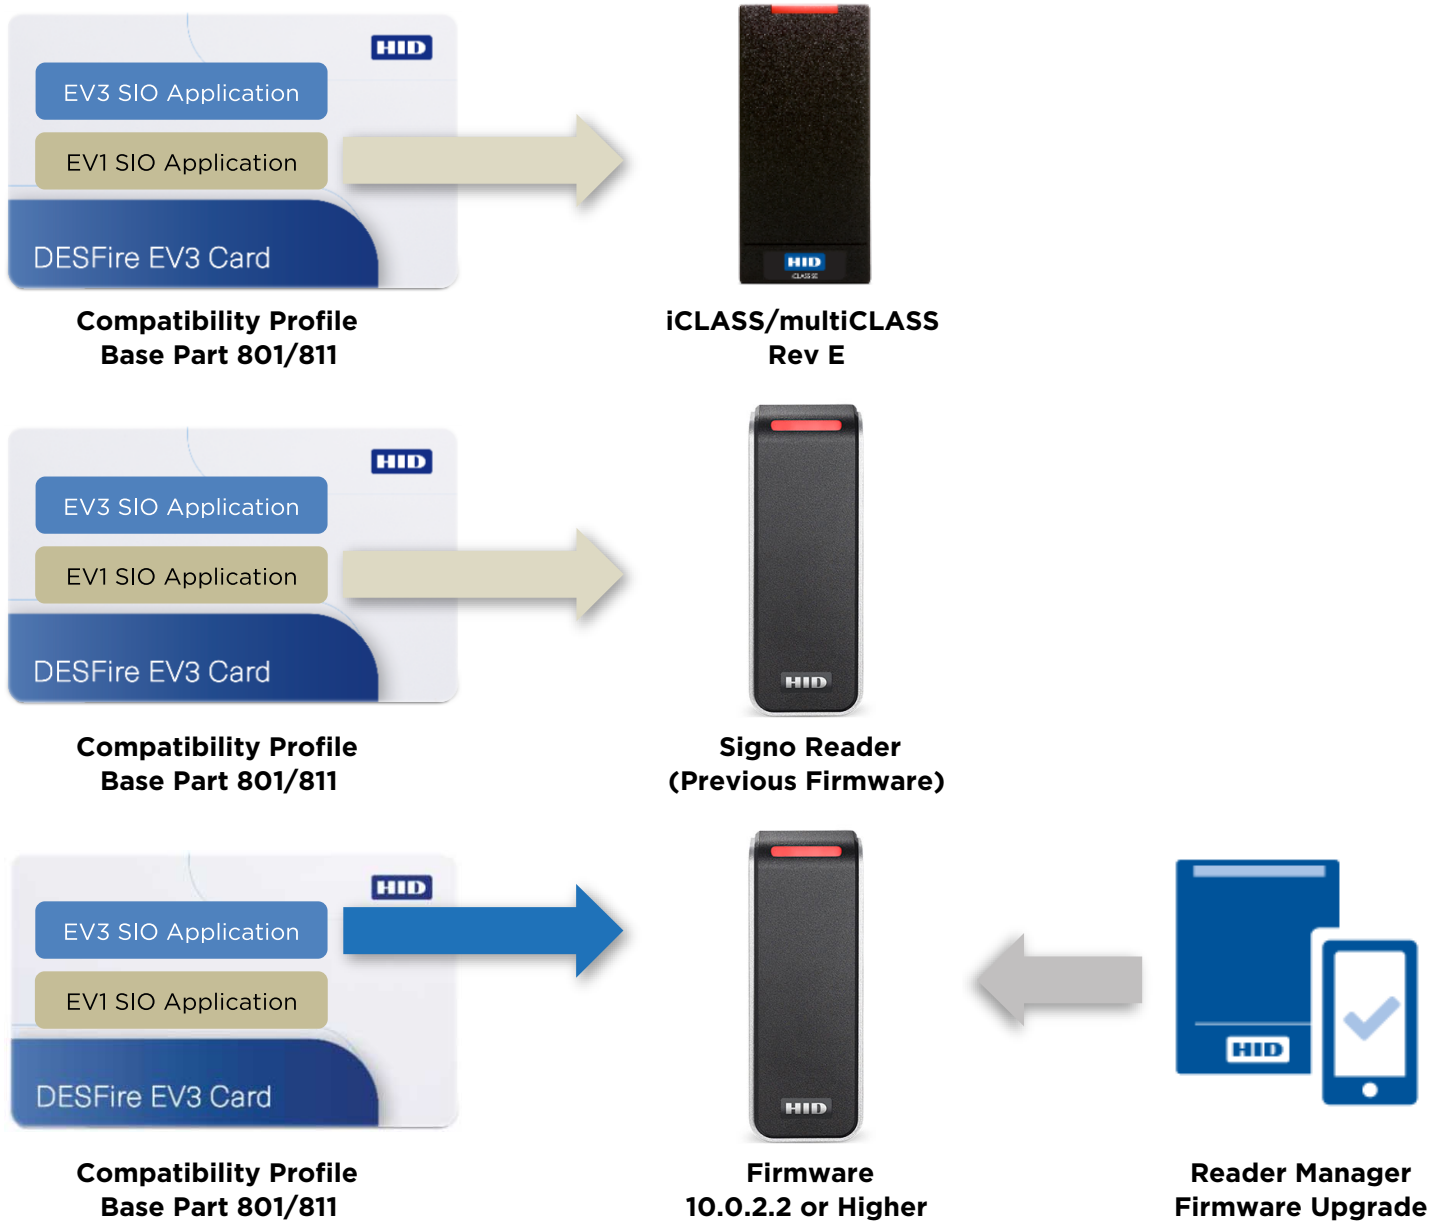 HID
EV3 SIO Application
EV1 SIO Application
DESFire EV3 Card
HID
iCLASS SE
Compatibility Profile
Base Part 801/811
iCLASS/multiCLASS
Rev E
HID
EV3 SIO Application
EV1 SIO Application
DESFire EV3 Card
HID
Compatibility Profile
Base Part 801/811
Signo Reader
(Previous Firmware)
HID
EV3 SIO Application
EV1 SIO Application
DESFire EV3 Card
HID
HID
Compatibility Profile
Base Part 801/811
Firmware
10.0.2.2 or Higher
Reader Manager
Firmware Upgrade